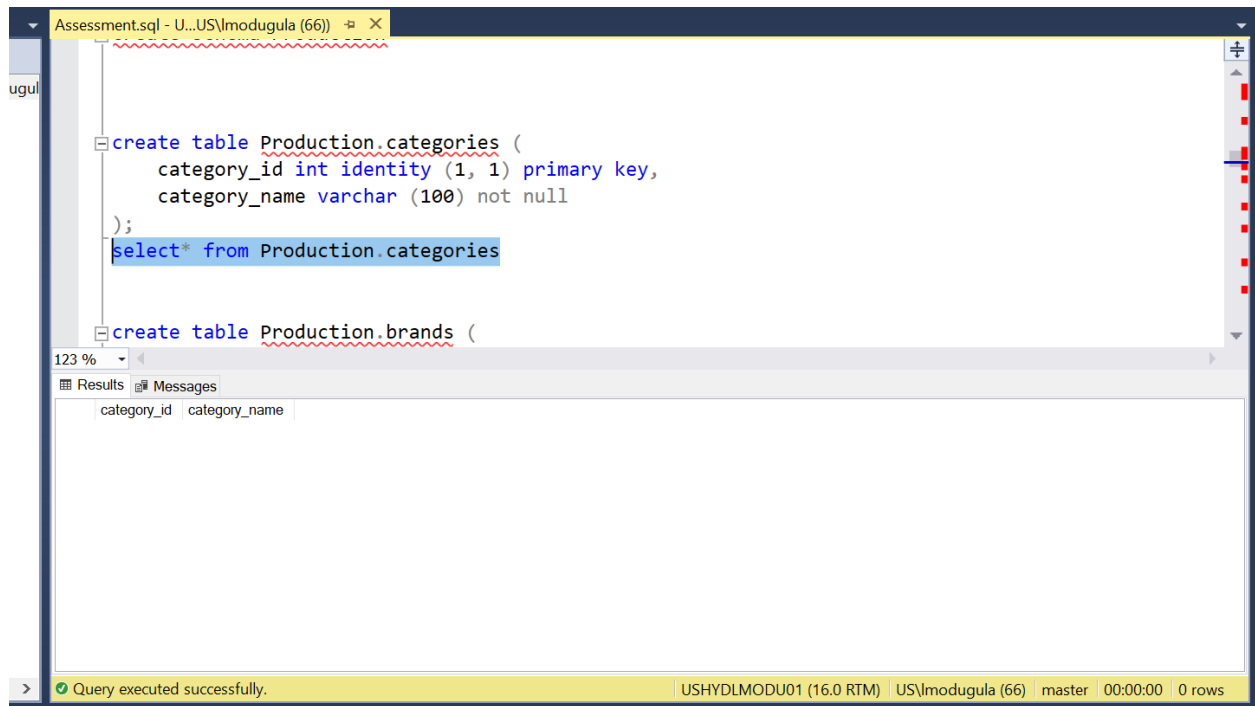 Assessment.sql - U...US\lmodugula (66))
ugul
create table Production.categories (
category_id int identity (1, 1) primary key,
category_name varchar (100) not null
);
select* from Production.categories
create table Production.brands (
123 %
Results Messages
category_id category_name
Query executed successfully. USHYDLMODU01 (16.0 RTM) US\lmodugula (66) master 00:00:00 0 rows